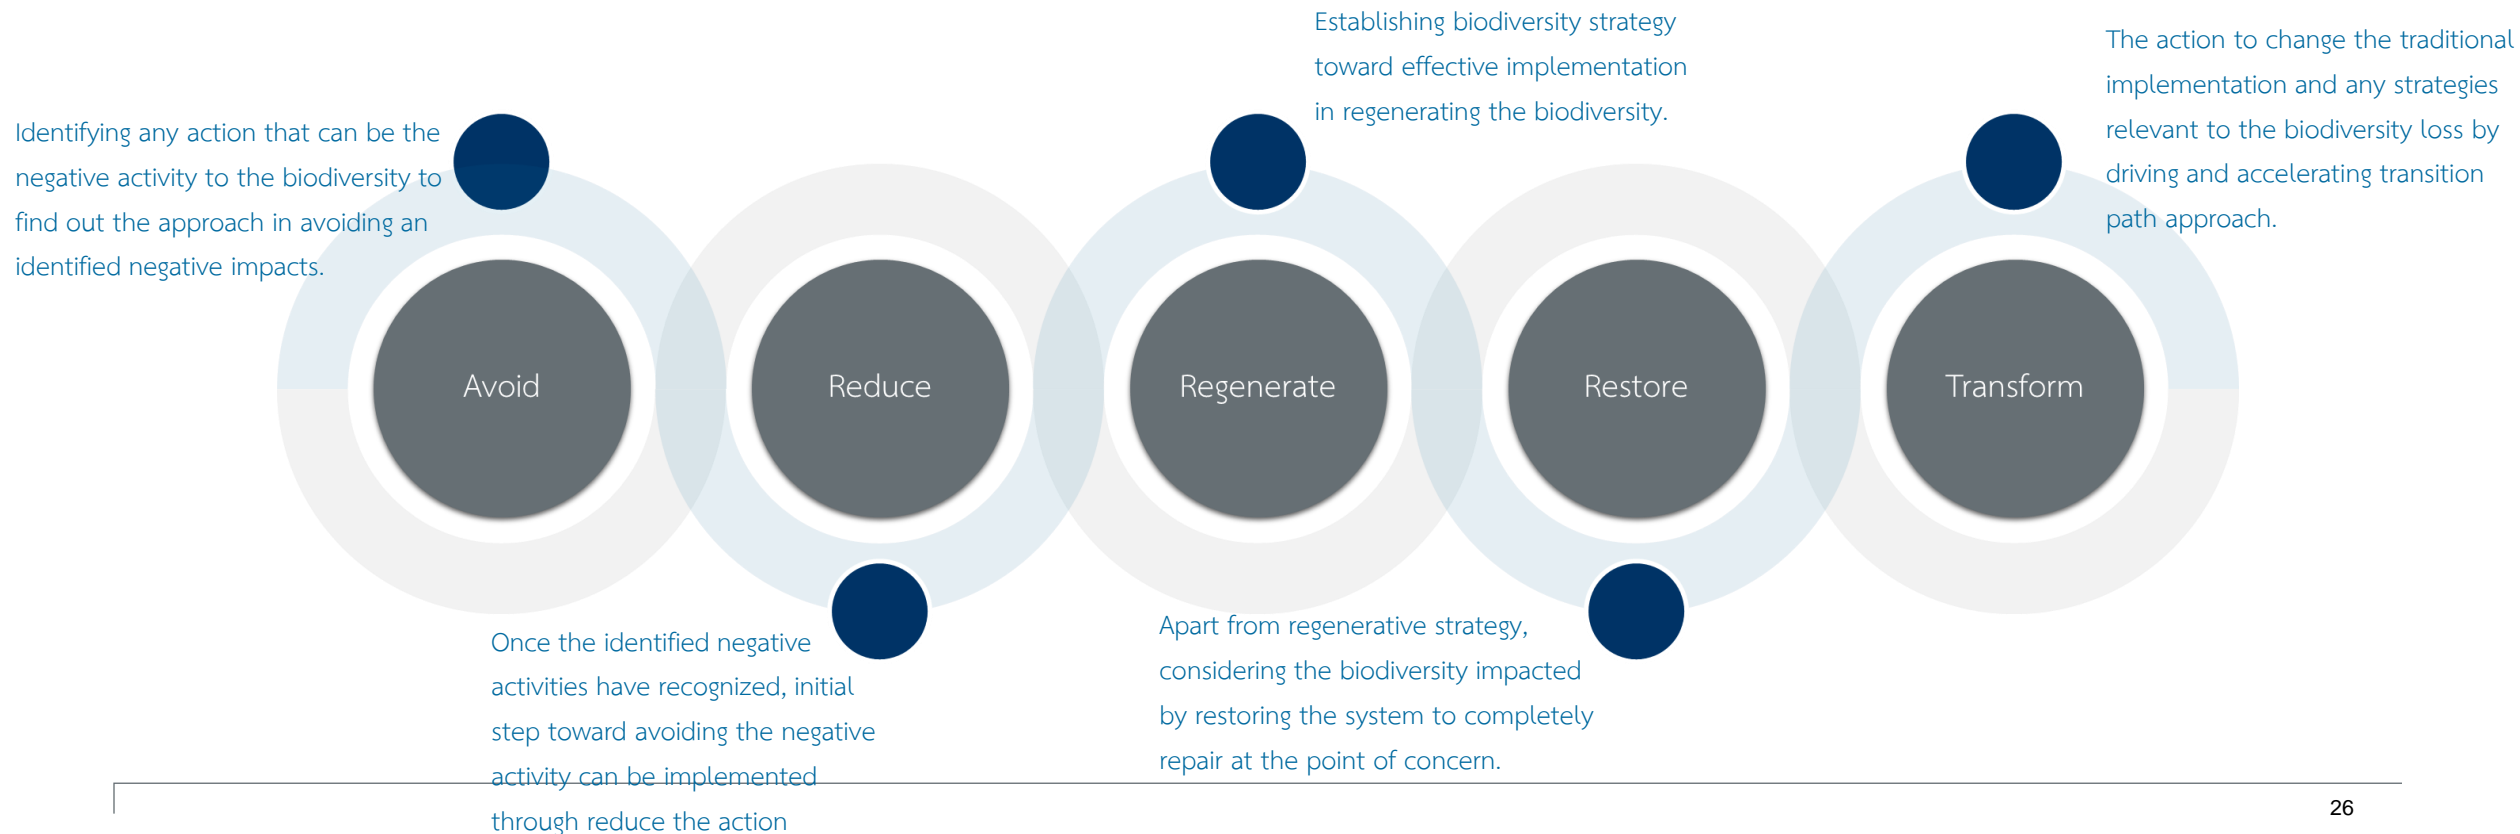 Establishing biodiversity strategy
toward effective implementation
in regenerating the biodiversity.
The action to change the traditional
implementation and any strategies
relevant to the biodiversity loss by
driving and accelerating transition
path approach.
Identifying any action that can be the
negative activity to the biodiversity to
find out the approach in avoiding an
identified negative impacts.
Avoid
Reduce
Regenerate
Restore
Transform
Once the identified negative
activities have recognized, initial
step toward avoiding the negative
activity can be implemented
through reduce the action
Apart from regenerative strategy,
considering the biodiversity impacted
by restoring the system to completely
repair at the point of concern.
26